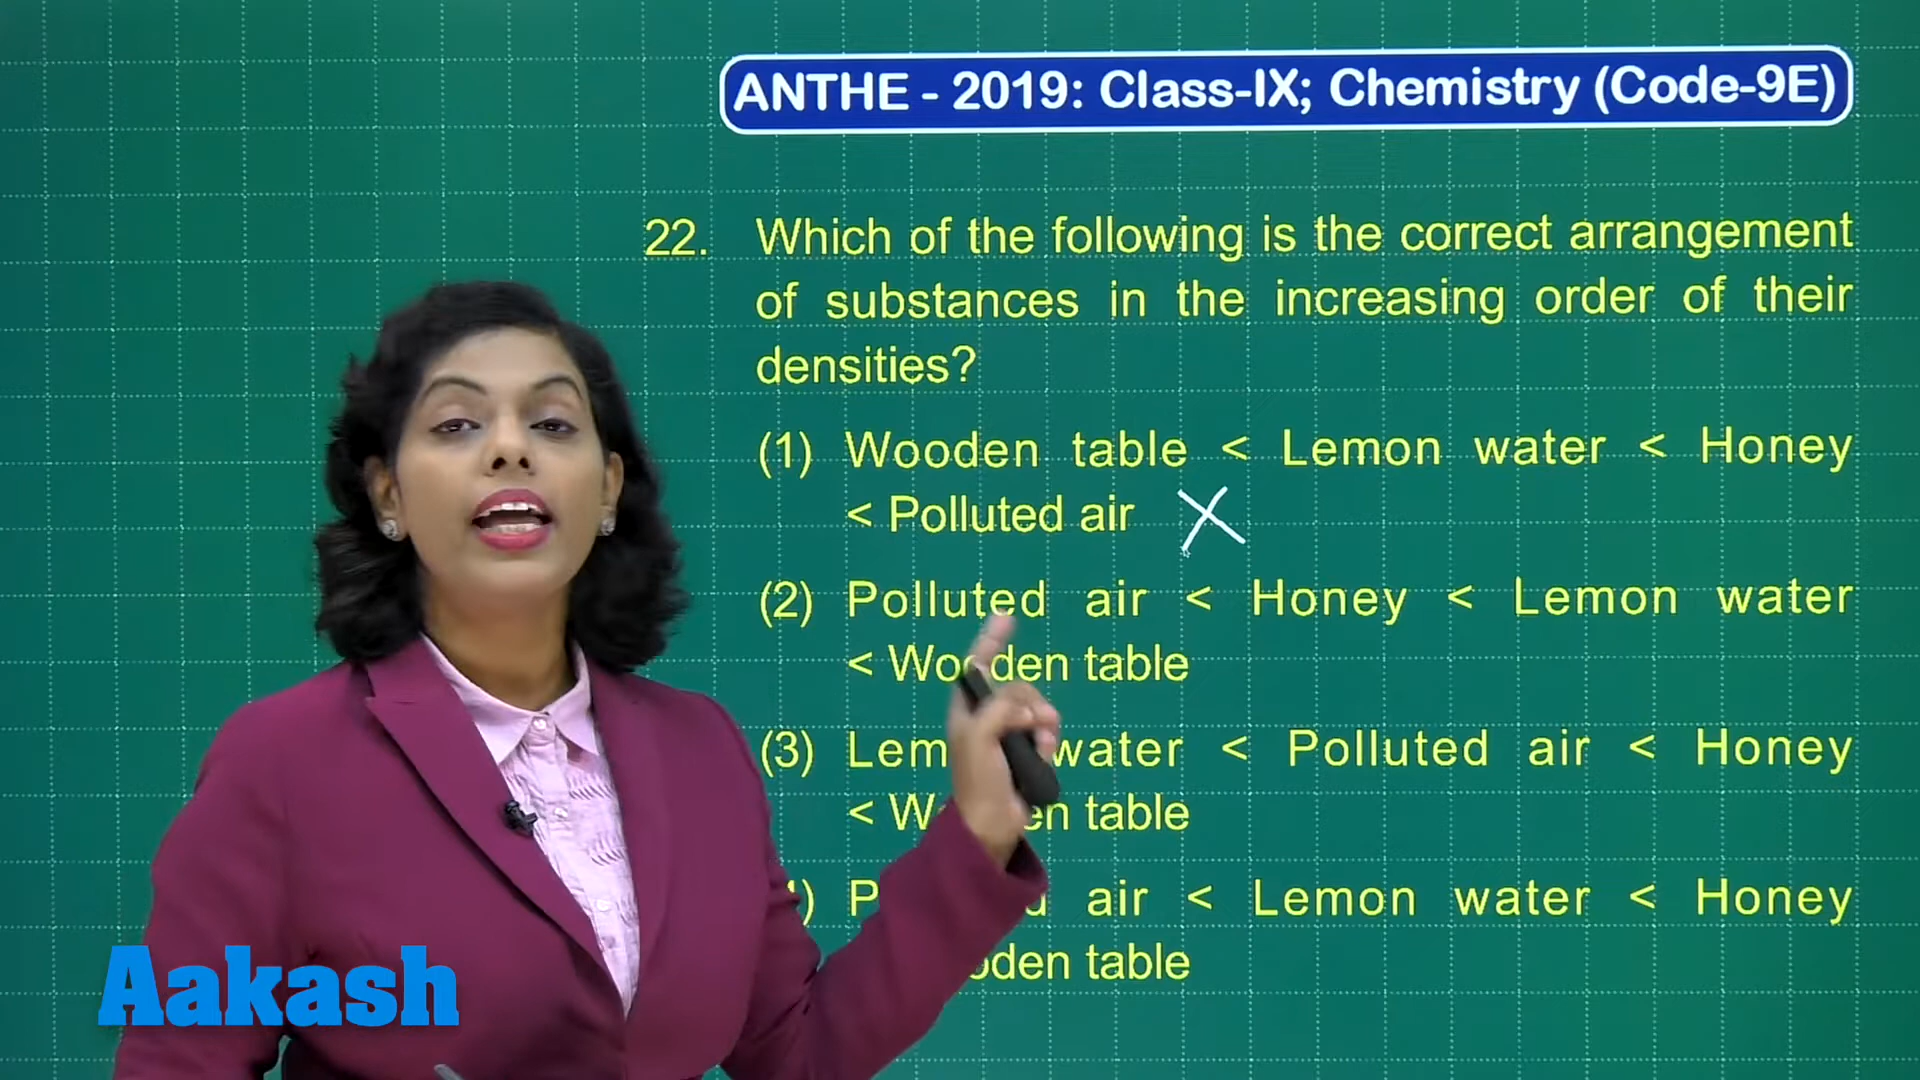 ANTHE - 2019: Class-IX; Chemistry (Code-9E)
22. Which of the following is the correct arrangement
of substances in the increasing order of their
densities?
(1) Wooden table < Lemon water < Honey
< Polluted air
(2) Polluted air < Honey < Lemon water
< Wooden table
(3) water < Polluted air < Honey
< table
air < Lemon water < Honey
table
Aakash